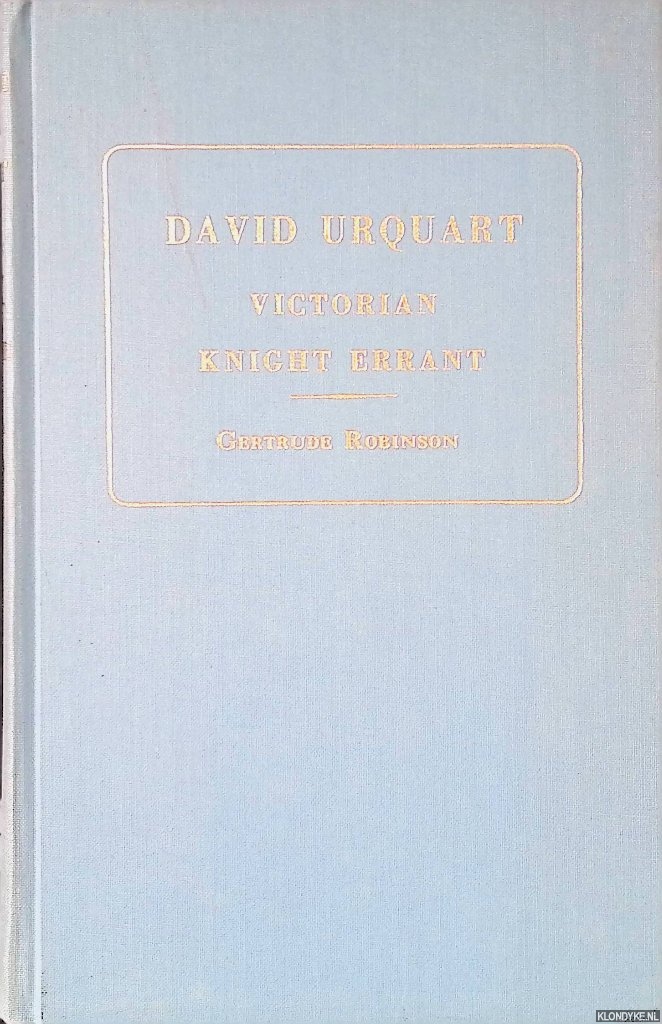 DAVID URQUART
VICTORIAN
KNIGHT ERRANT
GERTRUDE ROBINSON
KLONDYKE.NL